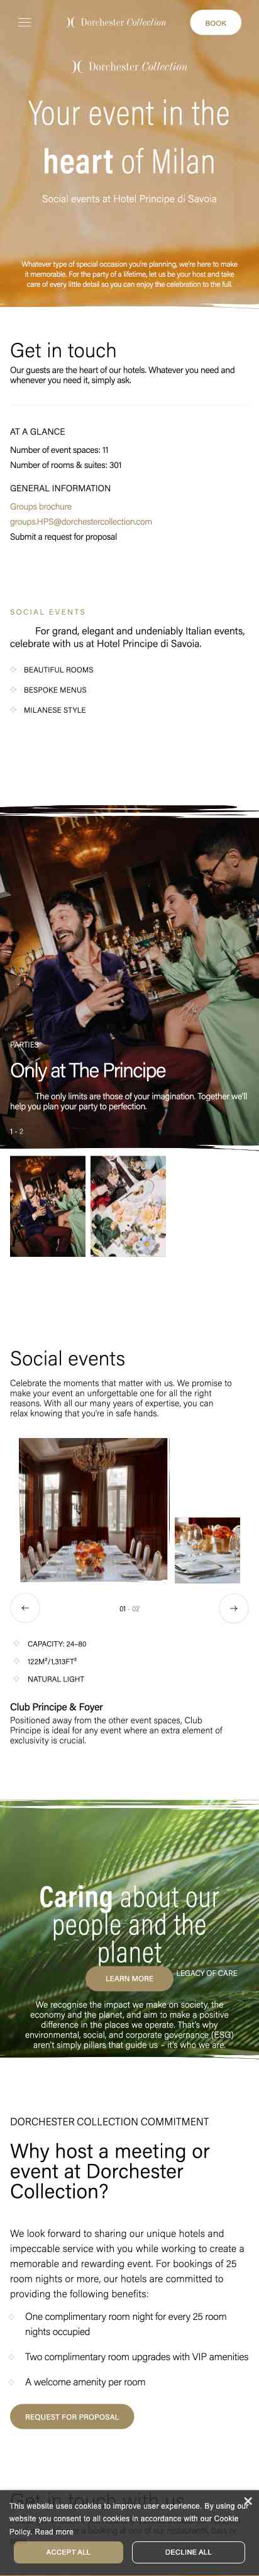 Dorchester Collection
BOOK
Dorchester Collection
Your event in the
heart of Milan
Social events at Hotel Principe di Savoia
Whatever type of special occasion you're planning, we're here to make
it memorable. For the party of a lifetime, let us be your host and take
care of every little detail so you can enjoy the celebration to the full.
Get in touch
Our guests are the heart of our hotels. Whatever you need and
whenever you need it, simply ask.
AT A GLANCE
Number of event spaces: 11
Number of rooms & suites: 301
GENERAL INFORMATION
Groups brochure
groups.HPS@dorchestercollection.com
Submit a request for proposal
SOCIAL EVENTS
For grand, elegant and undeniably Italian events,
celebrate with us at Hotel Principe di Savoia.
BEAUTIFUL ROOMS
BESPOKE MENUS
MILANESE STYLE
PARTIES
Only at The Principe
The only limits are those of your imagination. Together we'll
help you plan your party to perfection.
1 - 2
Social events
Celebrate the moments that matter with us. We promise to
make your event an unforgettable one for all the right
reasons. With all our many years of expertise, you can
relax knowing that you're in safe hands.
01 - 02
CAPACITY: 24–80
122M²/1,313FT²
NATURAL LIGHT
Club Principe & Foyer
Positioned away from the other event spaces, Club
Principe is ideal for any event where an extra element of
exclusivity is crucial.
Caring about our
people and the
planet
LEARN MORE
LEGACY OF CARE
We recognise the impact we make on society, the
economy and the planet, and aim to make a positive
difference in the places we operate. That's why
environmental, social, and corporate governance (ESG)
aren't simply pillars that guide us – it's who we are.
DORCHESTER COLLECTION COMMITMENT
Why host a meeting or
event at Dorchester
Collection?
We look forward to sharing our unique hotels and
impeccable service with you while working to create a
memorable and rewarding event. For bookings of 25
room nights or more, our hotels are committed to
providing the following benefits:
One complimentary room night for every 25 room
nights occupied
Two complimentary room upgrades with VIP amenities
A welcome amenity per room
REQUEST FOR PROPOSAL
Get in touch with us
This website uses cookies to improve user experience. By using our
website you consent to all cookies in accordance with our Cookie
Policy. Read more
ACCEPT ALL
DECLINE ALL